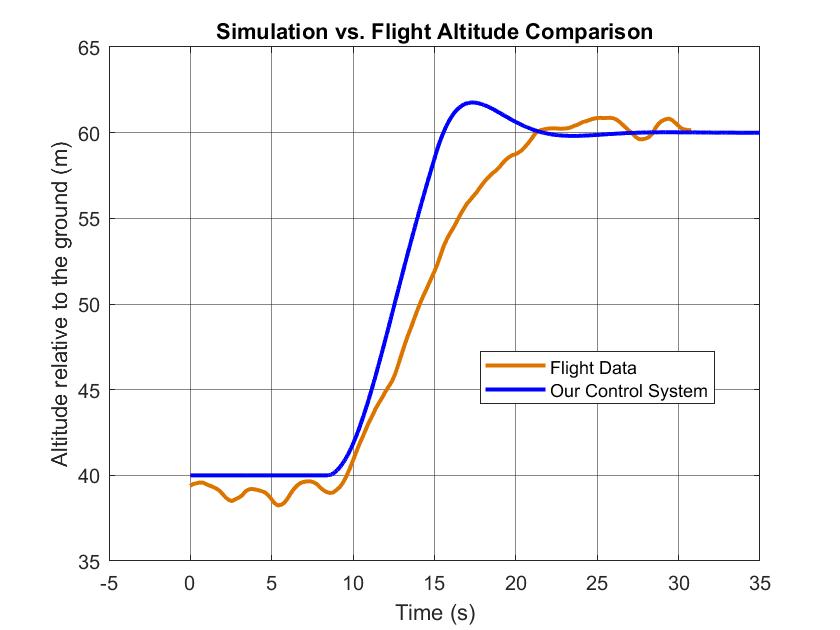 Simulation vs. Flight Altitude Comparison
65
60
55
50
45
40
35
Altitude relative to the ground (m)
Flight Data
Our Control System
-5 0 5 10 15 20 25 30 35
Time (s)